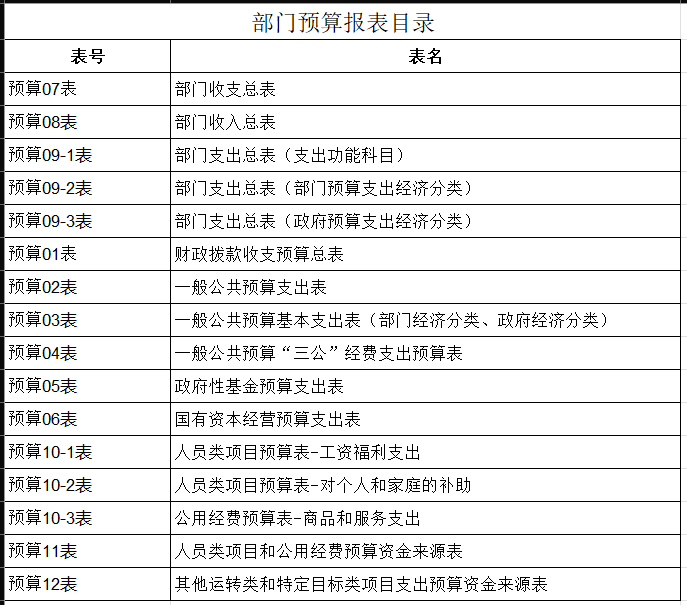 部门预算报表目录
表号 表名
预算07表 部门收支总表
预算08表 部门收入总表
预算09-1表 部门支出总表（支出功能科目）
预算09-2表 部门支出总表（部门预算支出经济分类）
预算09-3表 部门支出总表（政府预算支出经济分类）
预算01表 财政拨款收支预算总表
预算02表 一般公共预算支出表
预算03表 一般公共预算基本支出表（部门经济分类、政府经济分类）
预算04表 一般公共预算“三公”经费支出预算表
预算05表 政府性基金预算支出表
预算06表 国有资本经营预算支出表
预算10-1表 人员类项目预算表-工资福利支出
预算10-2表 人员类项目预算表-对个人和家庭的补助
预算10-3表 公用经费预算表-商品和服务支出
预算11表 人员类项目和公用经费预算资金来源表
预算12表 其他运转类和特定目标类项目支出预算资金来源表